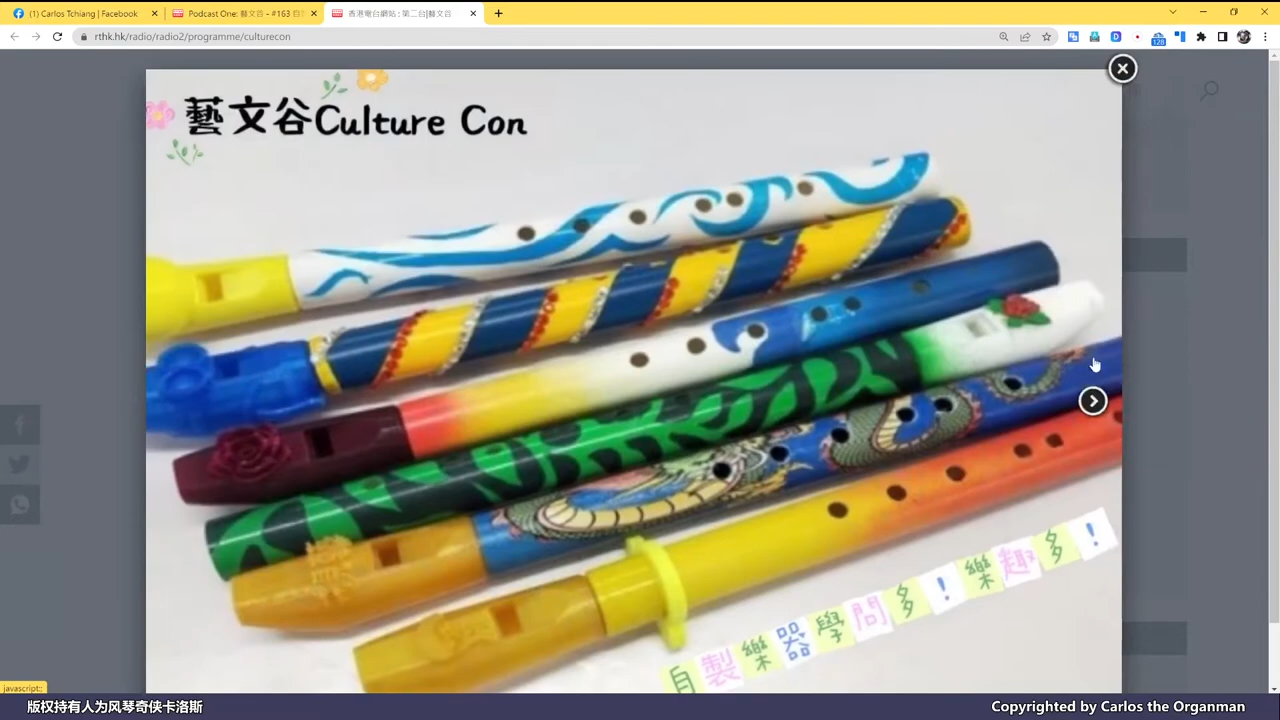 (1) Carlos Tchiang | Facebook
Podcast One: 藝文谷 - #163 自
香港電台網站 : 第二台|藝文谷
rthk.hk/radio/radio2/programme/culturecon
128
藝文谷Culture Con
自製樂器學問多!樂趣多!
javascript:;
版权持有人为风琴奇侠卡洛斯
Copyrighted by Carlos the Organman